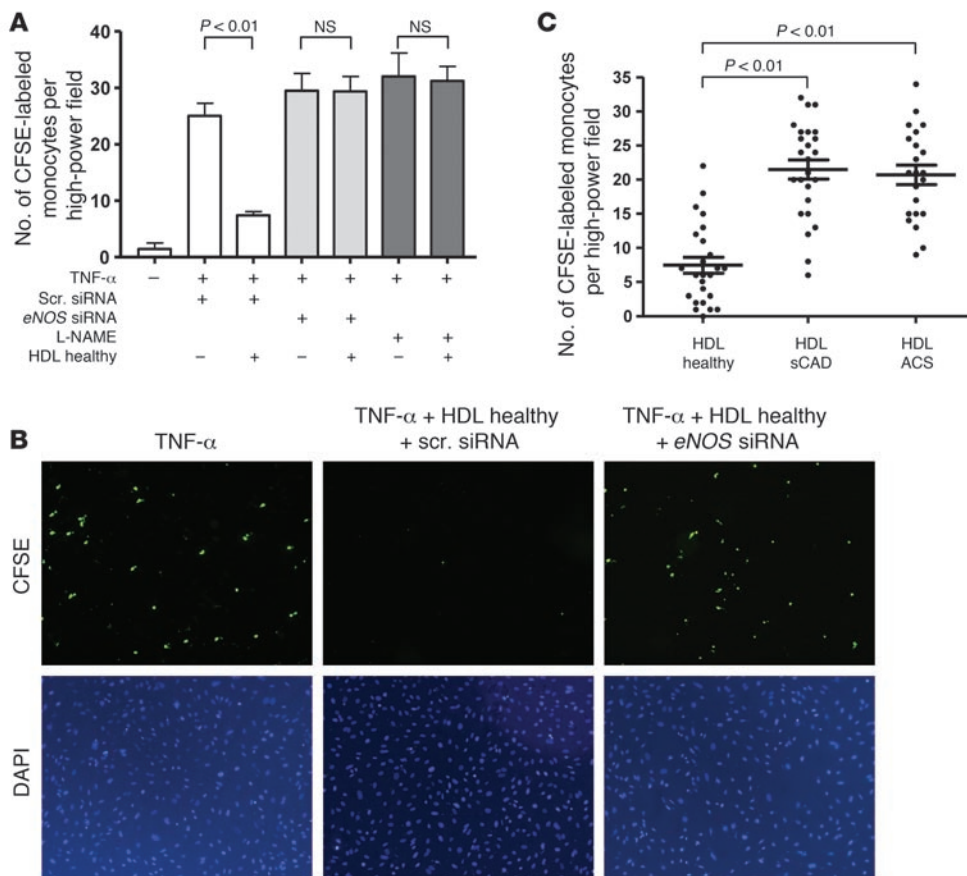 A
No. of CFSE-labeled
monocytes per
high-power field
40
30
20
10
0
P < 0.01
NS
NS
TNF-α – + + + + + +
Scr. siRNA + +
eNOS siRNA + +
L-NAME + +
HDL healthy – + – + – +
C
No. of CFSE-labeled monocytes
per high-power field
35
30
25
20
15
10
5
0
P < 0.01
P < 0.01
HDL
healthy
HDL
sCAD
HDL
ACS
B
TNF-α
TNF-α + HDL healthy
+ scr. siRNA
TNF-α + HDL healthy
+ eNOS siRNA
CFSE
DAPI